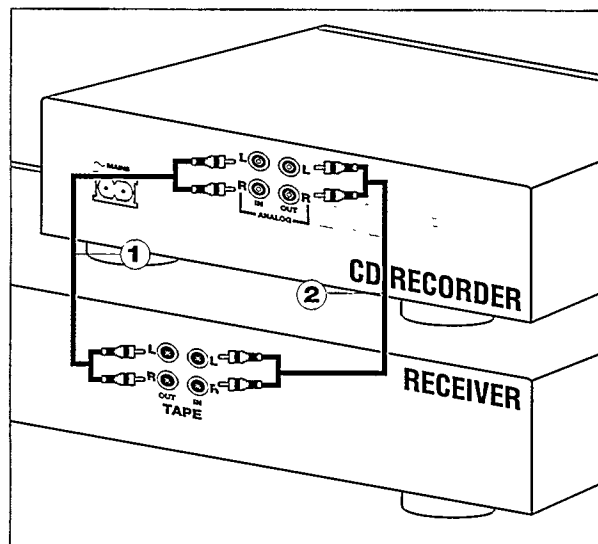 ~ MAINS
L L
R R
IN OUT
ANALOG
1
2
CD RECORDER
L L
R R
OUT IN
TAPE
RECEIVER